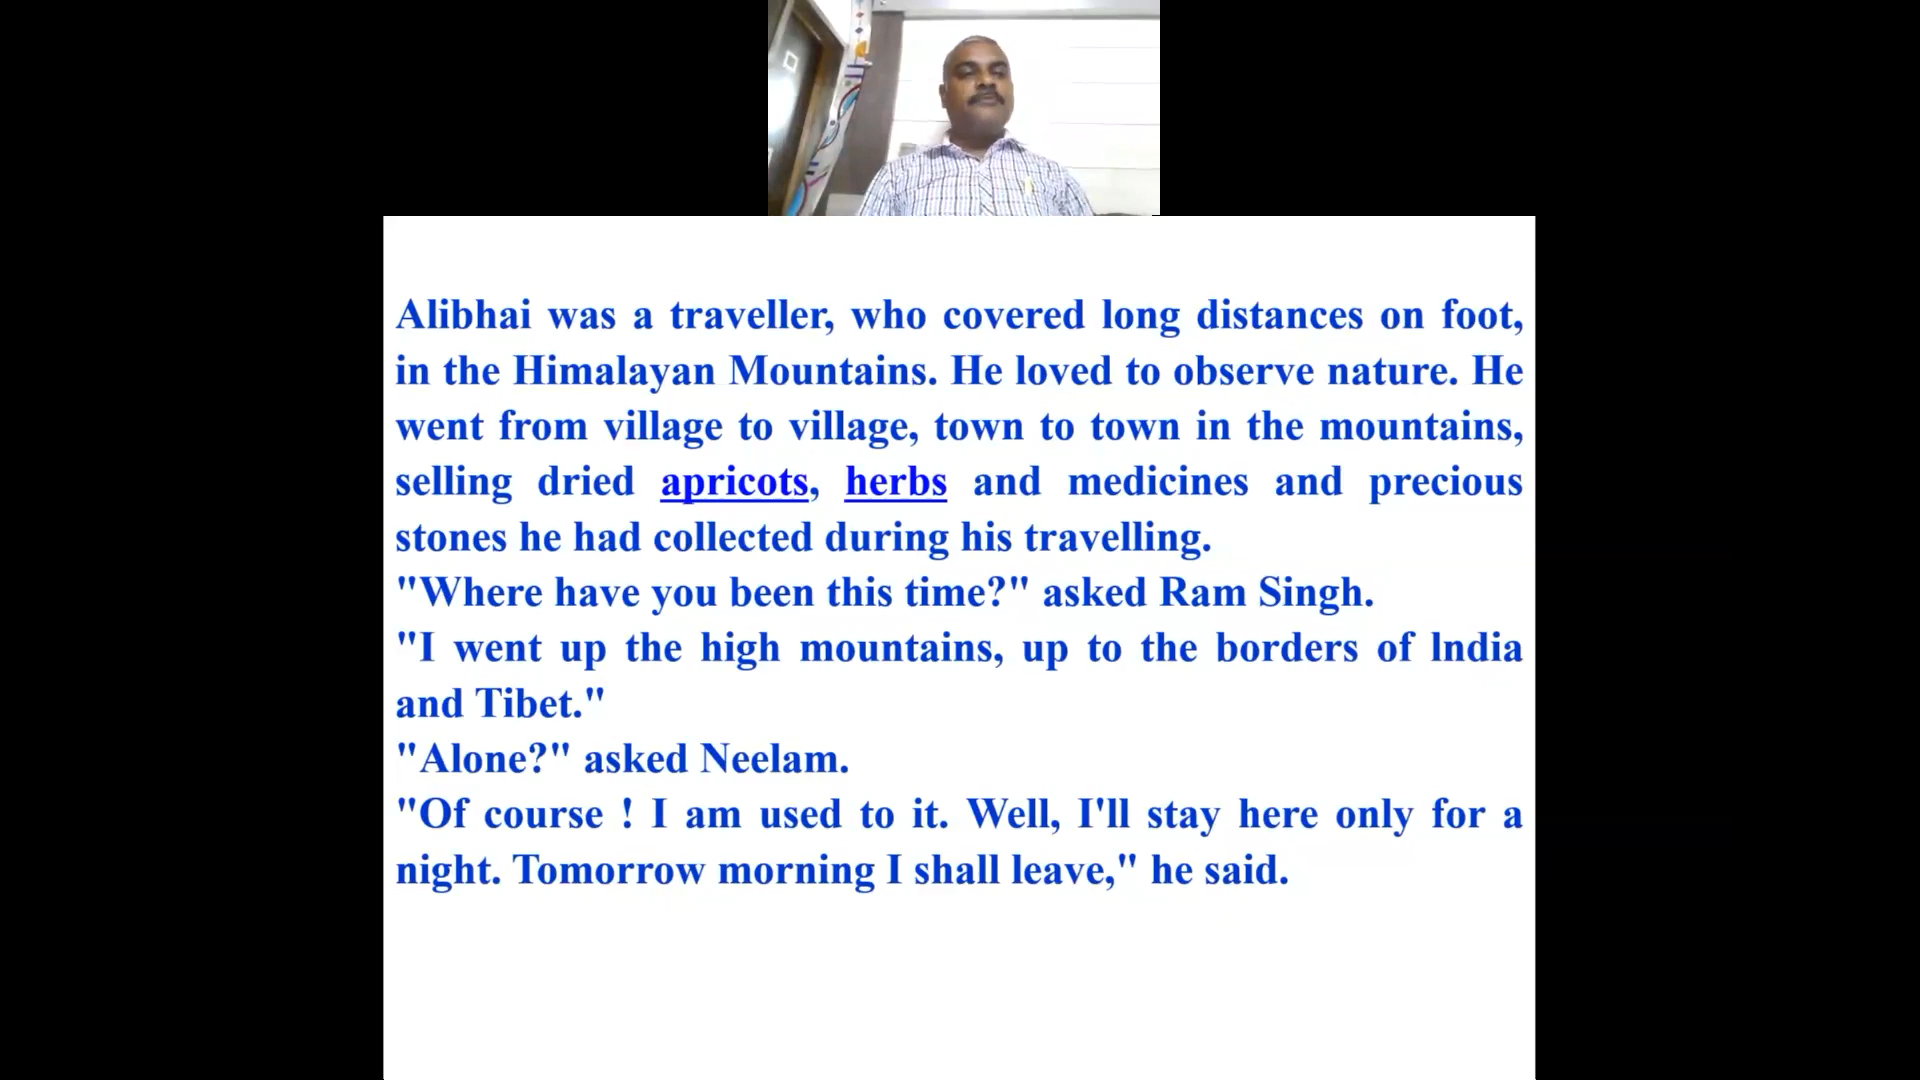 Alibhai was a traveller, who covered long distances on foot,
in the Himalayan Mountains. He loved to observe nature. He
went from village to village, town to town in the mountains,
selling dried apricots, herbs and medicines and precious
stones he had collected during his travelling.
"Where have you been this time?" asked Ram Singh.
"I went up the high mountains, up to the borders of lndia
and Tibet."
"Alone?" asked Neelam.
"Of course ! I am used to it. Well, I'll stay here only for a
night. Tomorrow morning I shall leave," he said.